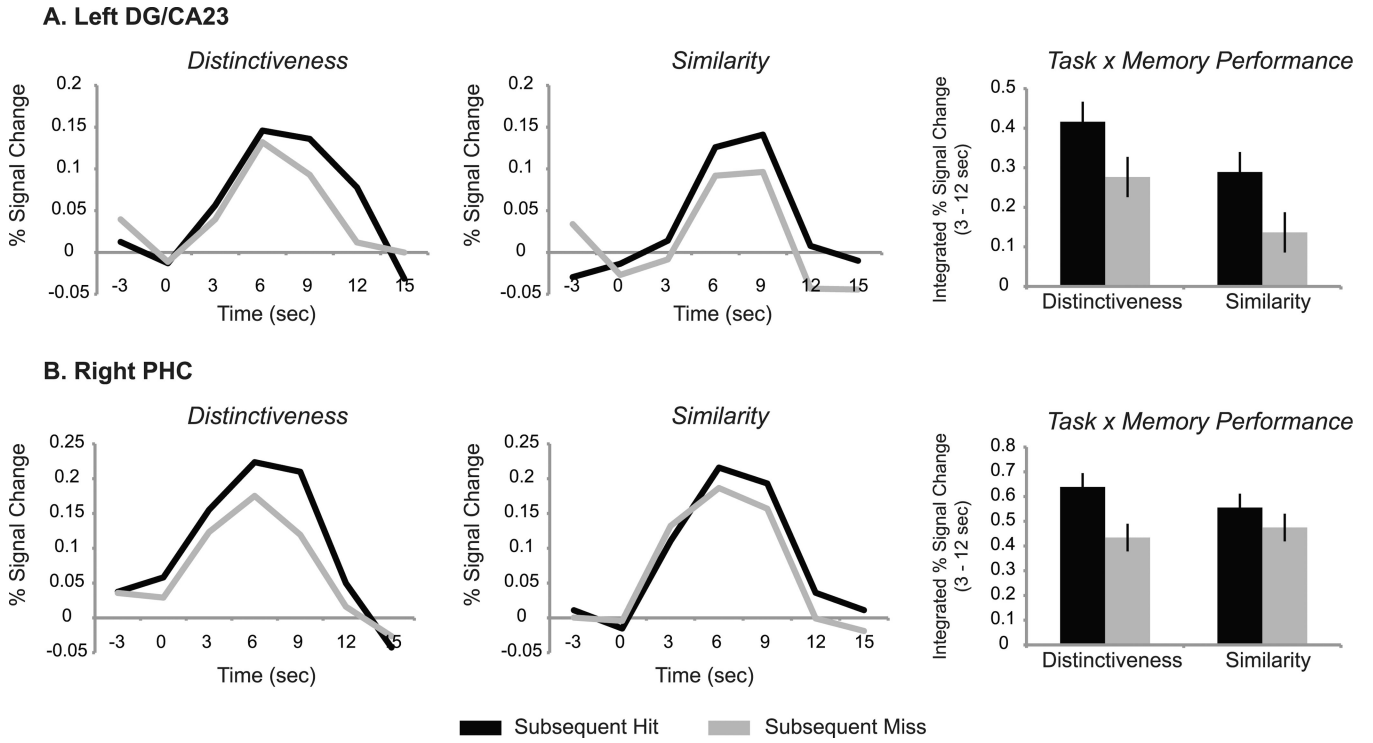 A. Left DG/CA23
Distinctiveness
% Signal Change
0.2
0.15
0.1
0.05
0
-0.05
-3 0 3 6 9 12 15
Time (sec)
Similarity
% Signal Change
0.2
0.15
0.1
0.05
0
-0.05
-3 0 3 6 9 12 15
Time (sec)
Task x Memory Performance
Integrated % Signal Change
(3 - 12 sec)
0.5
0.4
0.3
0.2
0.1
0
Distinctiveness Similarity
B. Right PHC
Distinctiveness
% Signal Change
0.25
0.2
0.15
0.1
0.05
0
-0.05
-3 0 3 6 9 12 15
Time (sec)
Similarity
% Signal Change
0.25
0.2
0.15
0.1
0.05
0
-0.05
-3 0 3 6 9 12 15
Time (sec)
Task x Memory Performance
Integrated % Signal Change
(3 - 12 sec)
0.8
0.7
0.6
0.5
0.4
0.3
0.2
0.1
0
Distinctiveness Similarity
Subsequent Hit Subsequent Miss